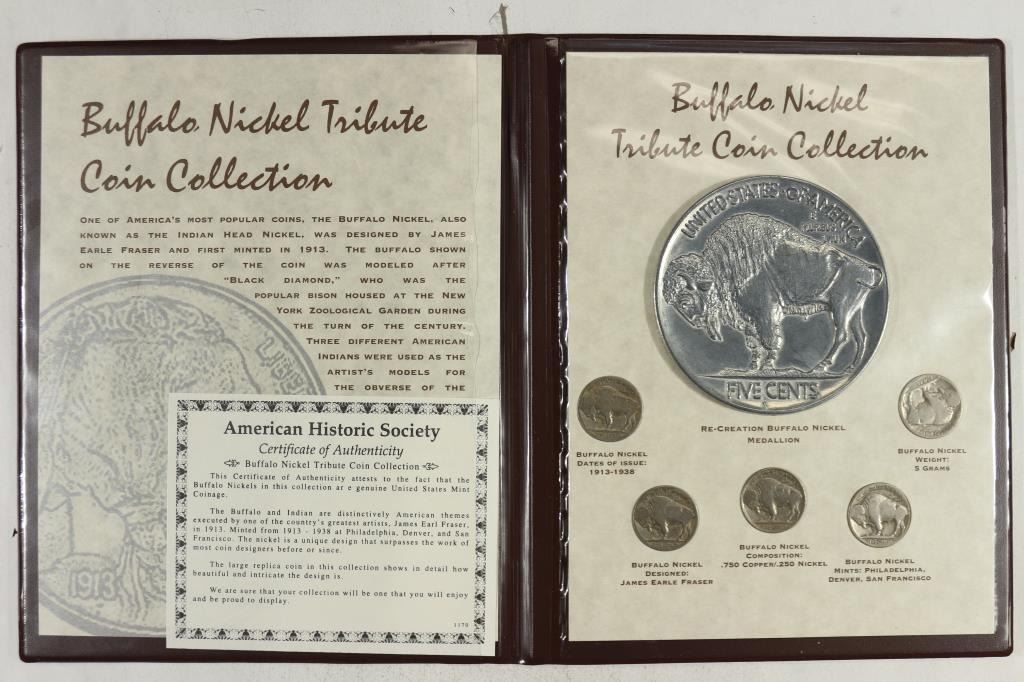 Buffalo Nickel Tribute
Coin Collection
One of America's most popular coins, the Buffalo Nickel, also
known as the Indian Head Nickel, was designed by James
Earle Fraser and first minted in 1913. The buffalo shown
on the reverse of the coin was modeled after
"Black Diamond," who was the
popular bison housed at the New
York Zoological Garden during
the turn of the century.
Three different American
Indians were used as the
artist's models for
the obverse of the
LIBERTY
1913
American Historic Society
Certificate of Authenticity
Buffalo Nickel Tribute Coin Collection
This Certificate of Authenticity attests to the fact that the
Buffalo Nickels in this collection ar e genuine United States Mint
Coinage.
The Buffalo and Indian are distinctively American themes
executed by one of the country's greatest artists, James Earl Fraser,
in 1913. Minted from 1913 - 1938 at Philadelphia, Denver, and San
Francisco. The nickel is a unique design that surpasses the work of
most coin designers before or since.
The large replica coin in this collection shows in detail how
beautiful and intricate the design is.
We are sure that your collection will be one that you will enjoy
and be proud to display.
1170
Buffalo Nickel
Tribute Coin Collection
UNITED STATES OF AMERICA
E
PLURIBUS
UNUM
FIVE CENTS
Re-Creation Buffalo Nickel
Medallion
Buffalo Nickel
Dates of issue:
1913-1938
Buffalo Nickel
Weight:
5 grams
Buffalo Nickel
Designed:
James Earle Fraser
Buffalo Nickel
Composition:
.750 Copper/.250 Nickel
Buffalo Nickel
Mints: Philadelphia,
Denver, San Francisco